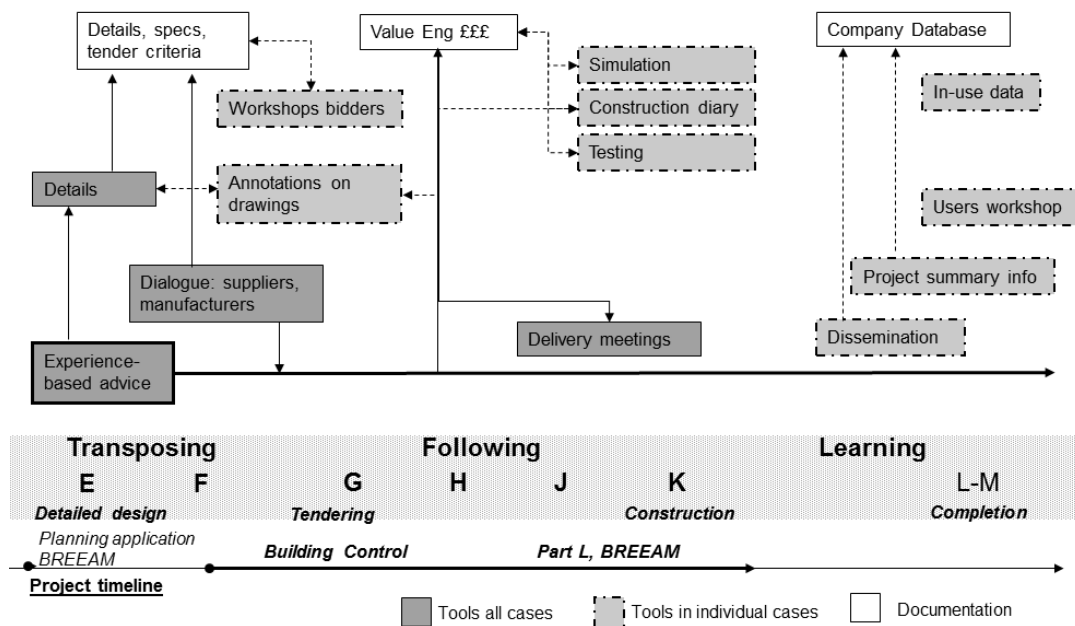 Details, specs,
tender criteria
Value Eng £££
Company Database
Simulation
Workshops bidders
Construction diary
In-use data
Testing
Details
Annotations on
drawings
Users workshop
Dialogue: suppliers,
manufacturers
Project summary info
Delivery meetings
Dissemination
Experience-
based advice
Transposing
Following
Learning
E
F
G
H
J
K
L-M
Detailed design
Tendering
Construction
Completion
Planning application
BREEAM
Building Control
Part L, BREEAM
Project timeline
Tools all cases
Tools in individual cases
Documentation